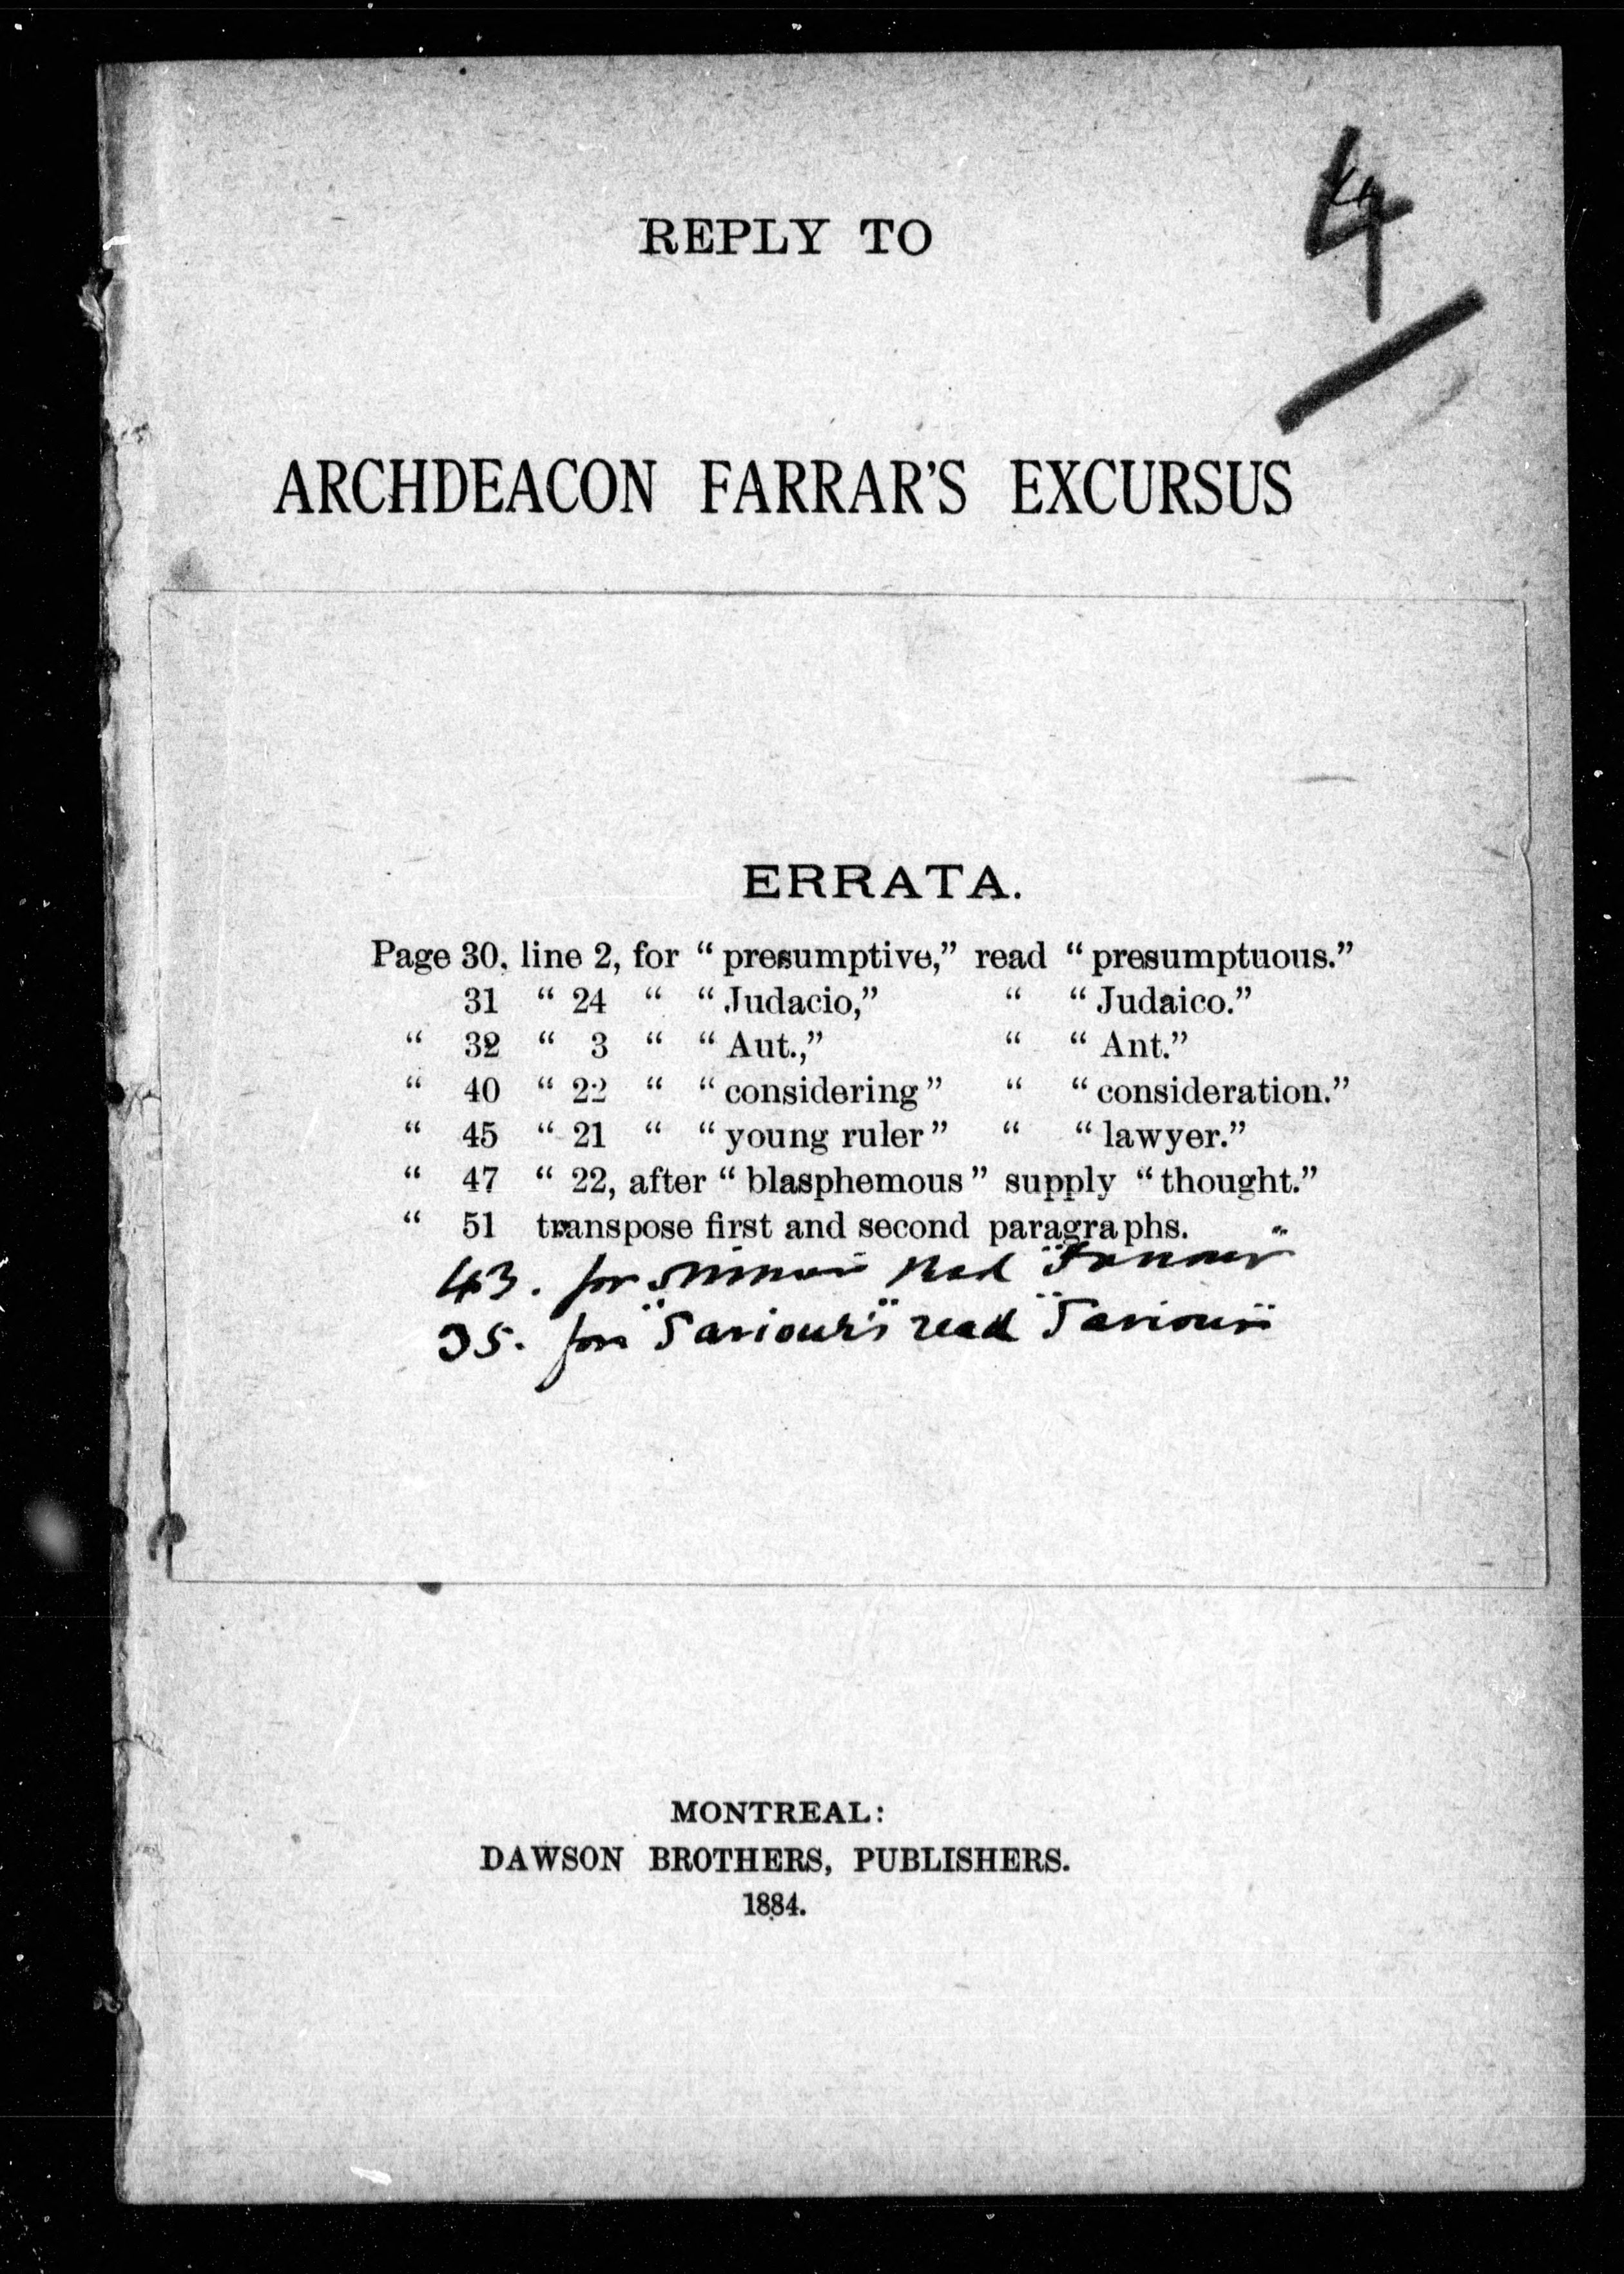 4
REPLY TO
ARCHDEACON FARRAR'S EXCURSUS
ERRATA.
Page 30, line 2, for “presumptive,” read “presumptuous.”
31 “ 24 “ “Judacio,” “ “Judaico.”
“ 32 “ 3 “ “Aut.,” “ “Ant.”
“ 40 “ 22 “ “considering” “ “consideration.”
“ 45 “ 21 “ “young ruler” “ “lawyer.”
“ 47 “ 22, after “blasphemous” supply “thought.”
“ 51 transpose first and second paragraphs.
43. for read
35. for "Saviour's" read "Saviour"
MONTREAL:
DAWSON BROTHERS, PUBLISHERS.
1884.